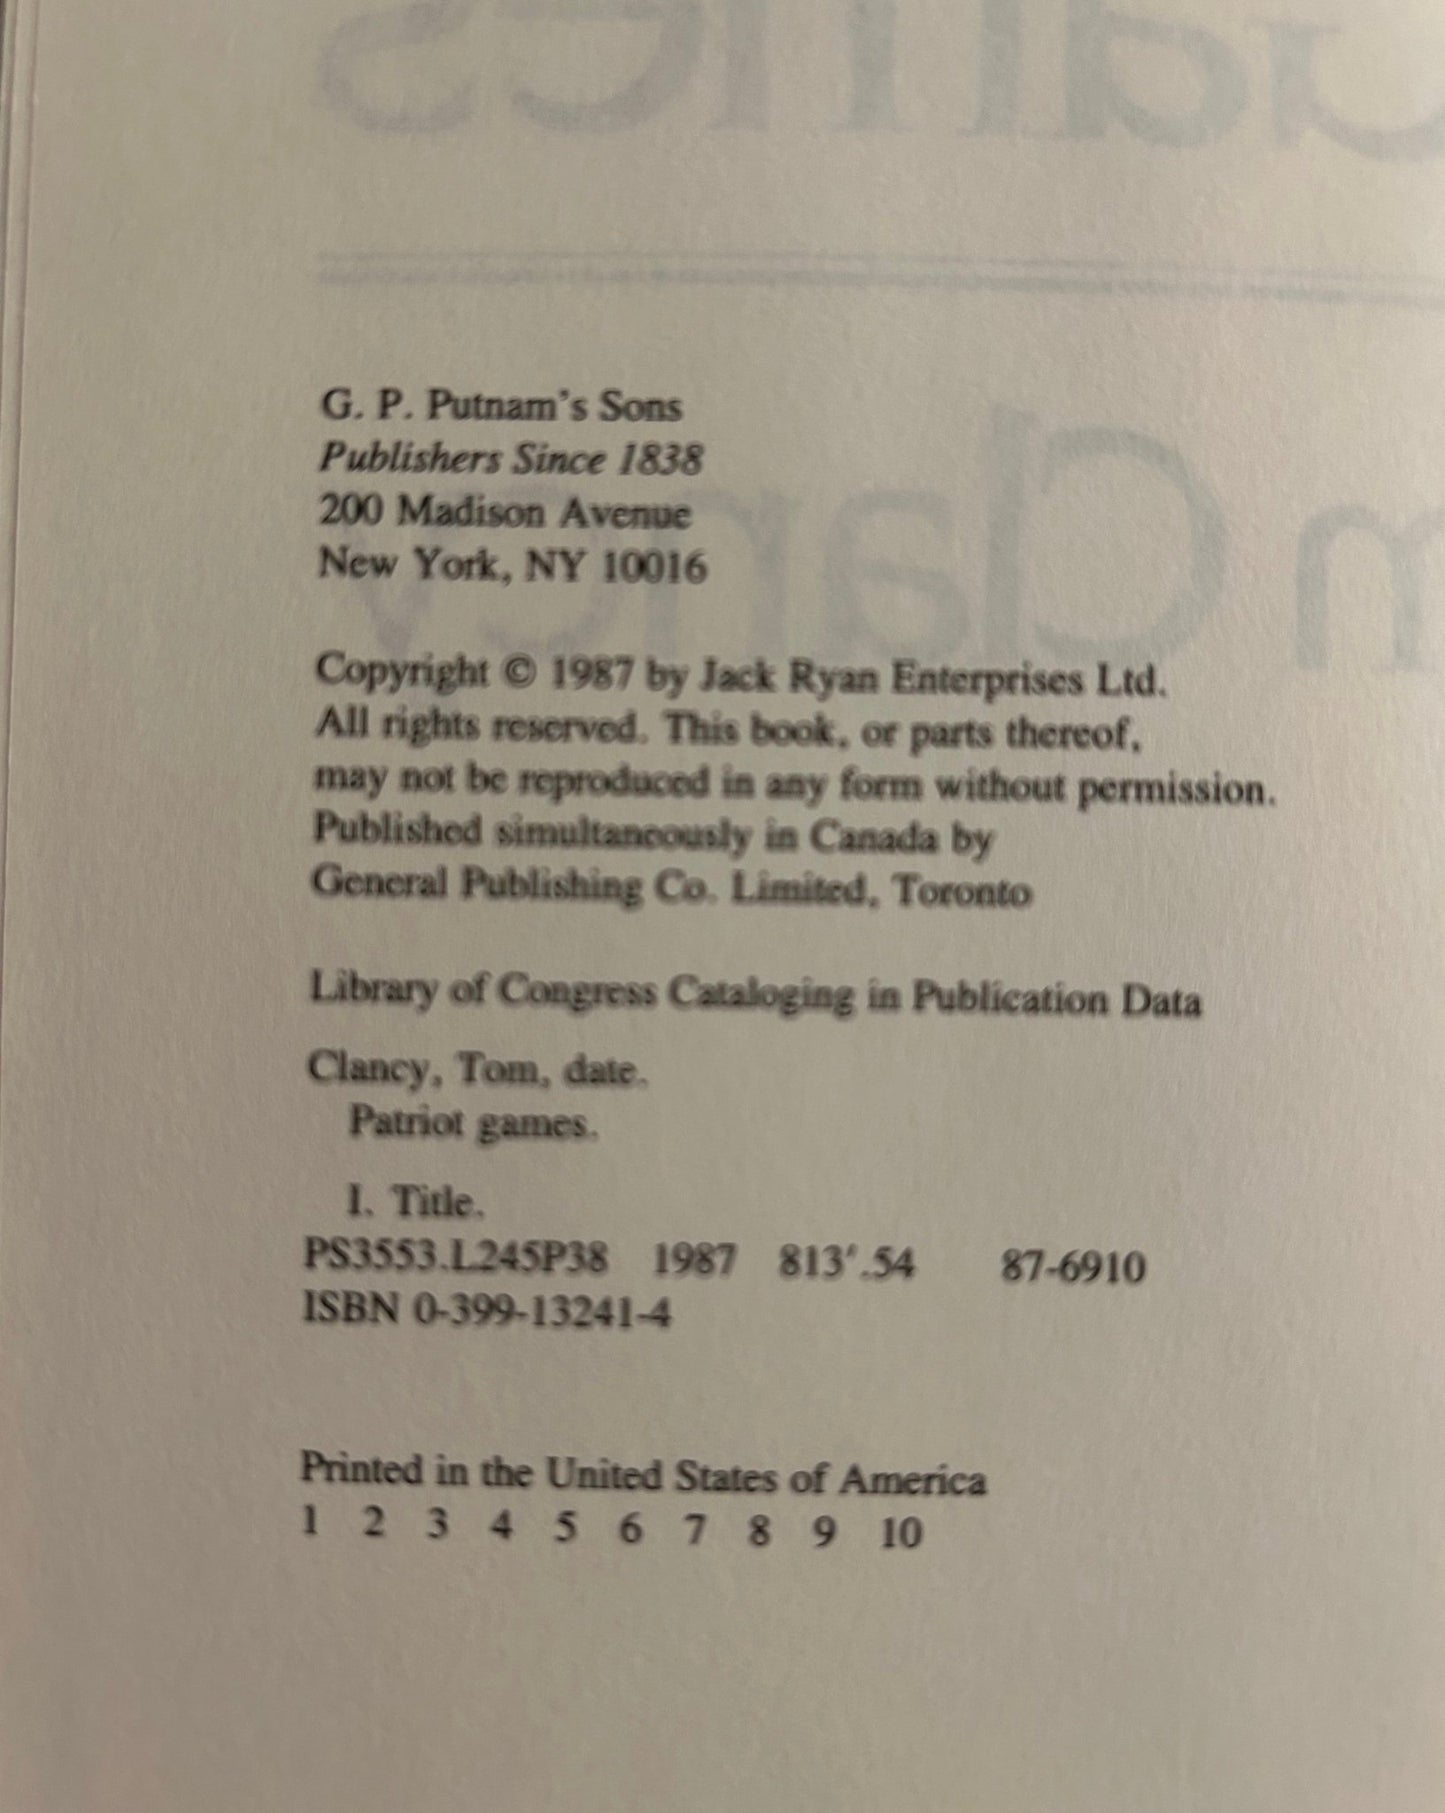 G. P. Putnam's Sons
Publishers Since 1838
200 Madison Avenue
New York, NY 10016
Copyright © 1987 by Jack Ryan Enterprises Ltd.
All rights reserved. This book, or parts thereof,
may not be reproduced in any form without permission.
Published simultaneously in Canada by
General Publishing Co. Limited, Toronto
Library of Congress Cataloging in Publication Data
Clancy, Tom, date.
Patriot games.
I. Title.
PS3553.L245P38 1987 813'.54 87-6910
ISBN 0-399-13241-4
Printed in the United States of America
1 2 3 4 5 6 7 8 9 10